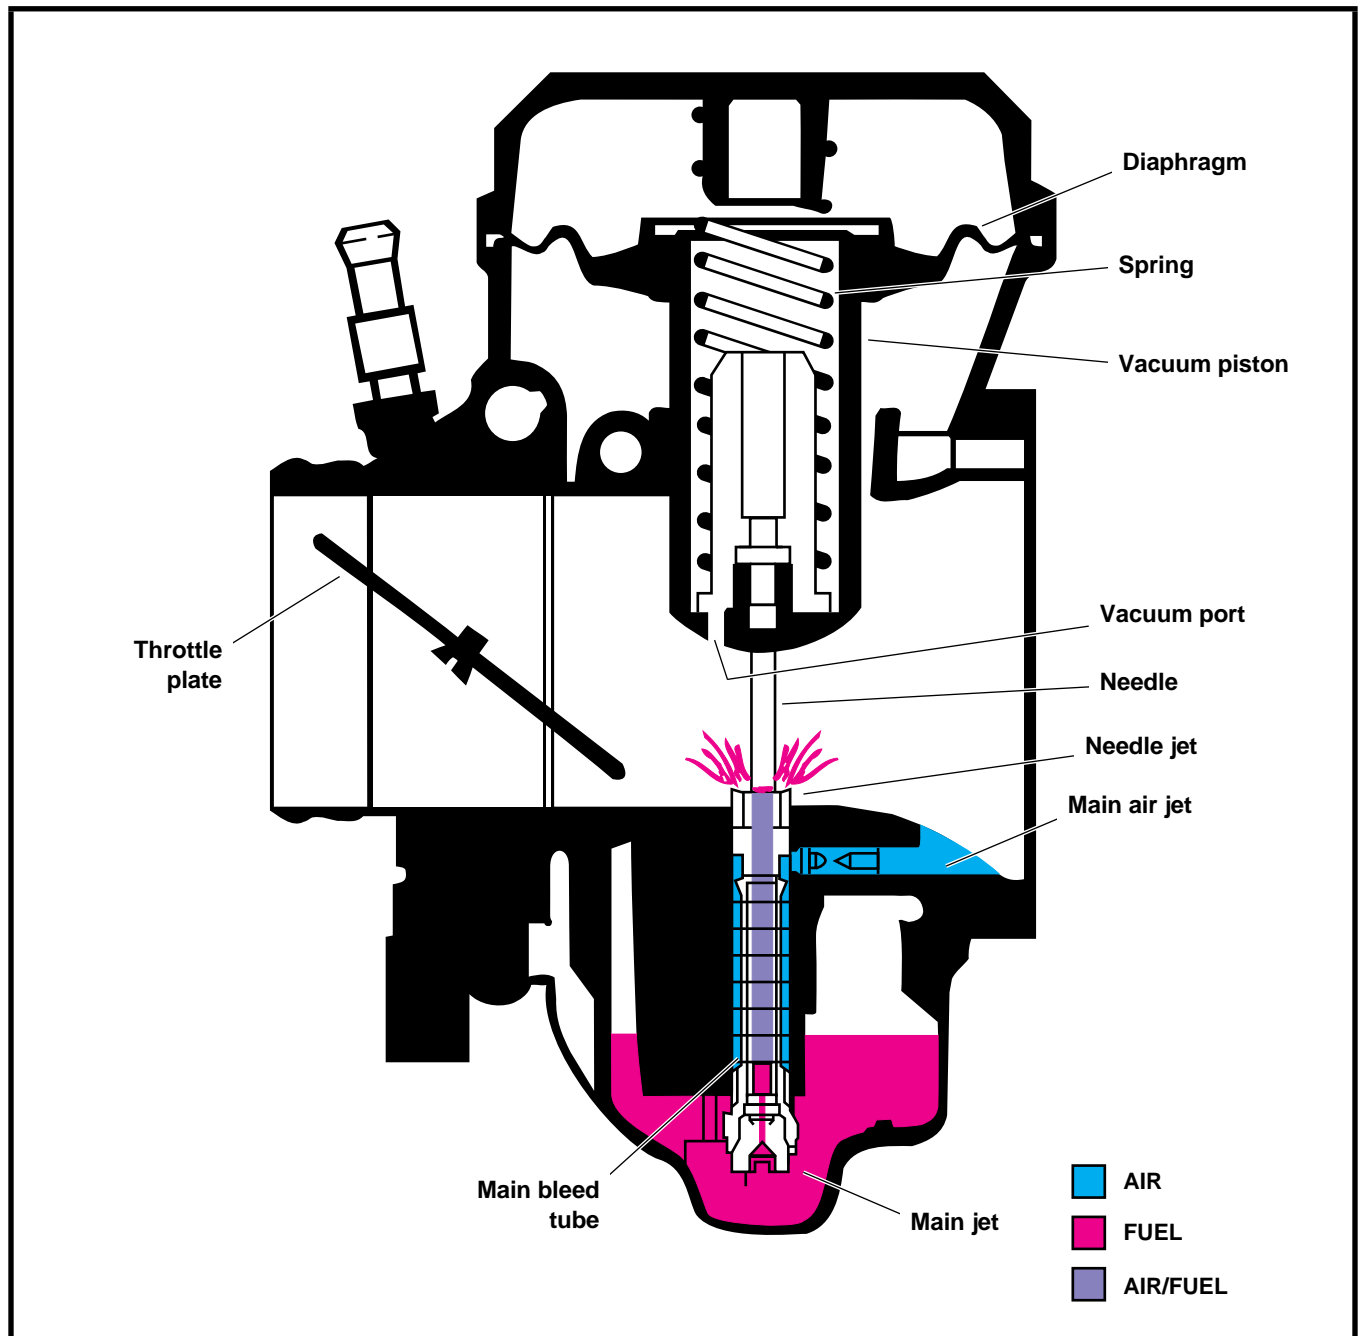 Diaphragm
Spring
Vacuum piston
Vacuum port
Throttle
plate
Needle
Needle jet
Main air jet
Main bleed
tube
Main jet
AIR
FUEL
AIR/FUEL